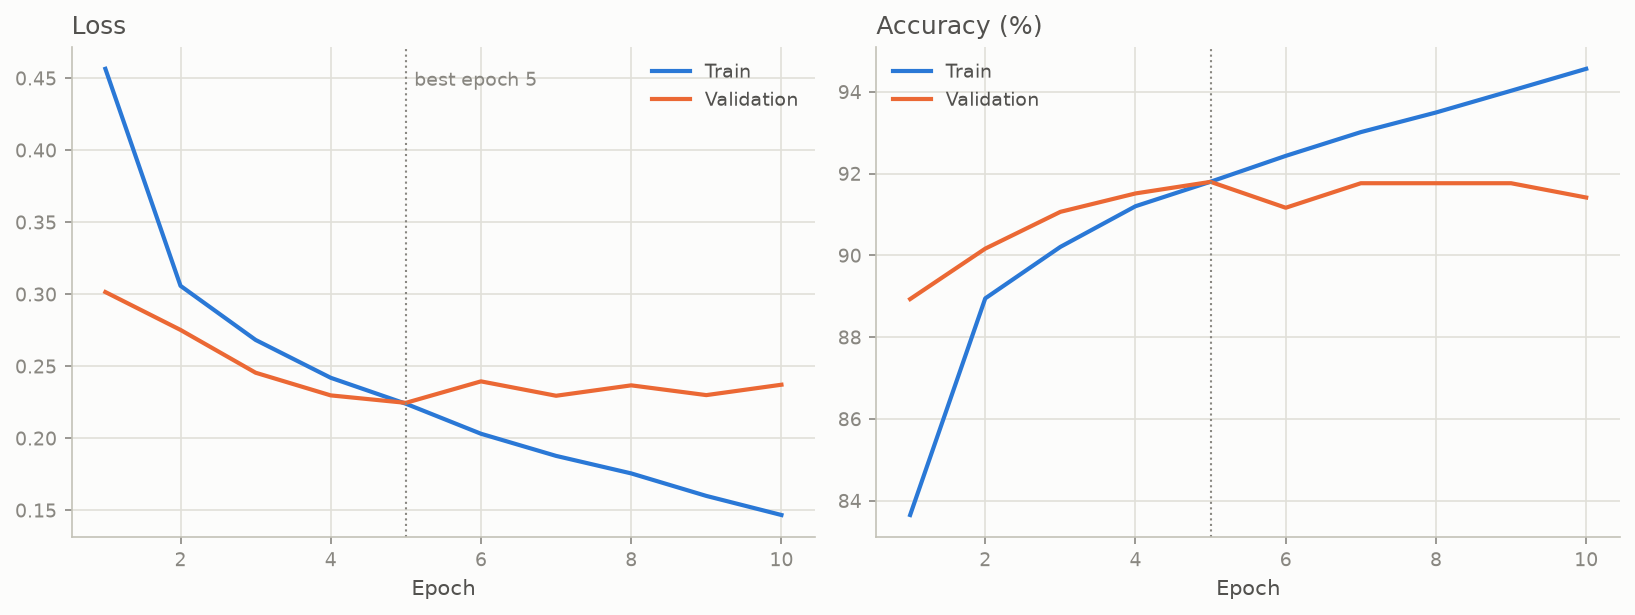 Loss
0.45
0.40
0.35
0.30
0.25
0.20
0.15
best epoch 5
Train
Validation
2
4
6
8
10
Epoch
Accuracy (%)
94
92
90
88
86
84
Train
Validation
2
4
6
8
10
Epoch